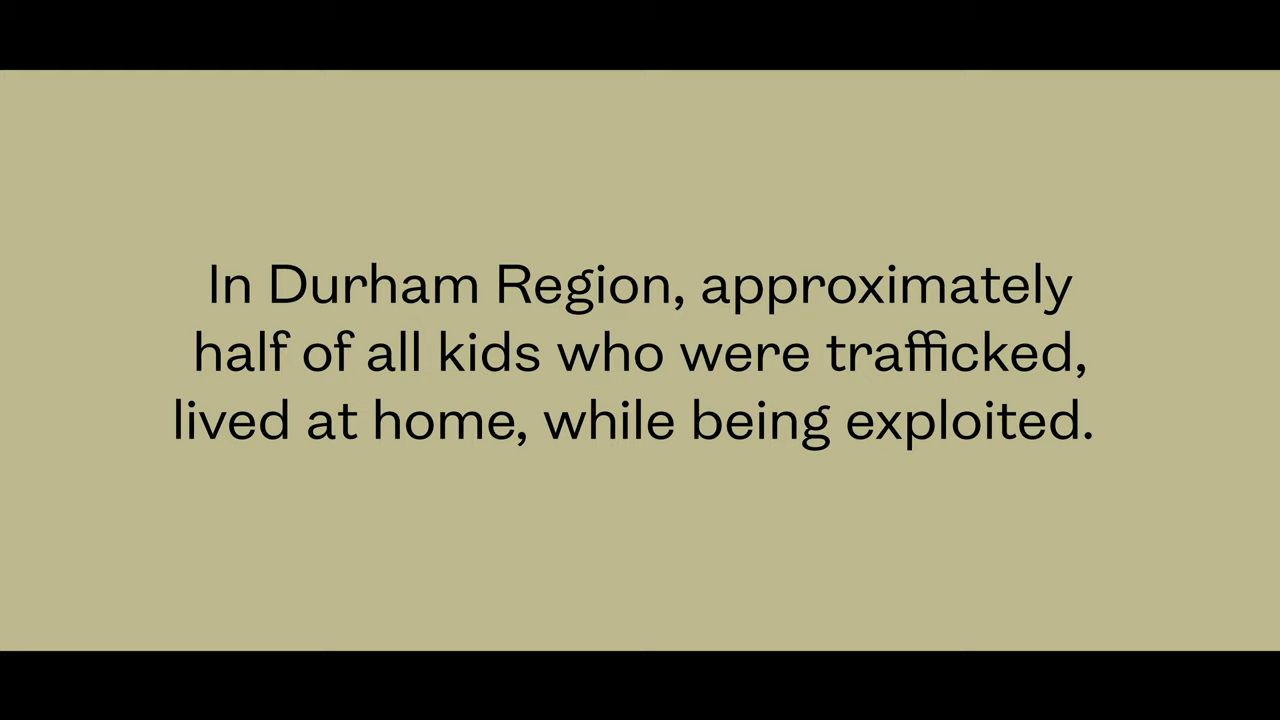 In Durham Region, approximately
half of all kids who were trafficked,
lived at home, while being exploited.